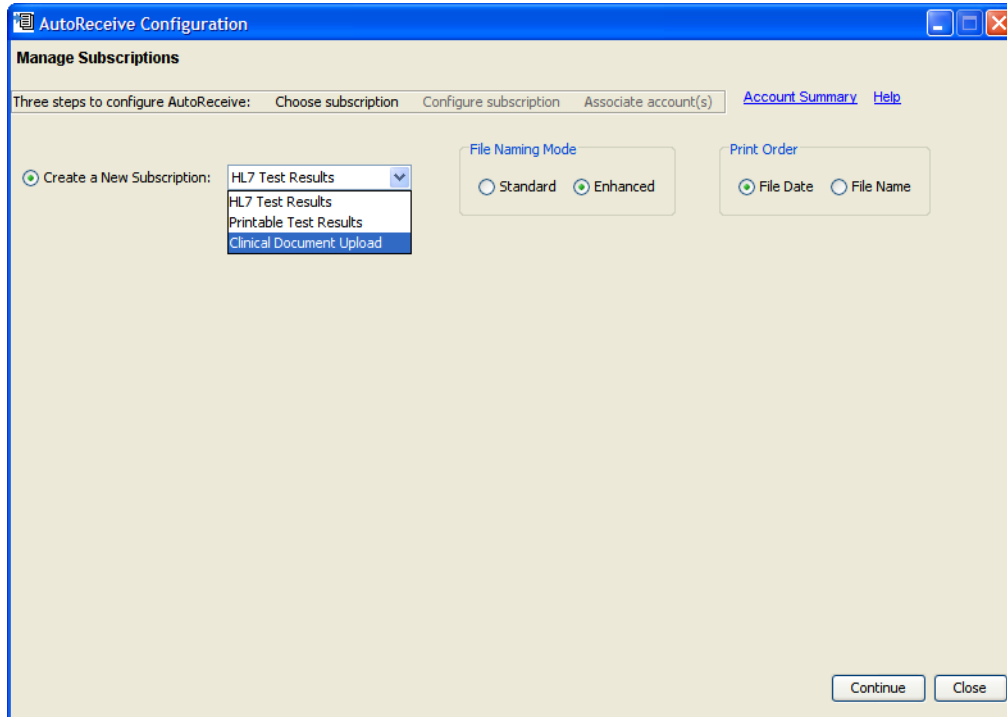 AutoReceive Configuration
Manage Subscriptions
Three steps to configure AutoReceive: Choose subscription Configure subscription Associate account(s) Account Summary Help
File Naming Mode Print Order
Create a New Subscription: HL7 Test Results Standard Enhanced File Date File Name
HL7 Test Results
Printable Test Results
Clinical Document Upload
Continue Close